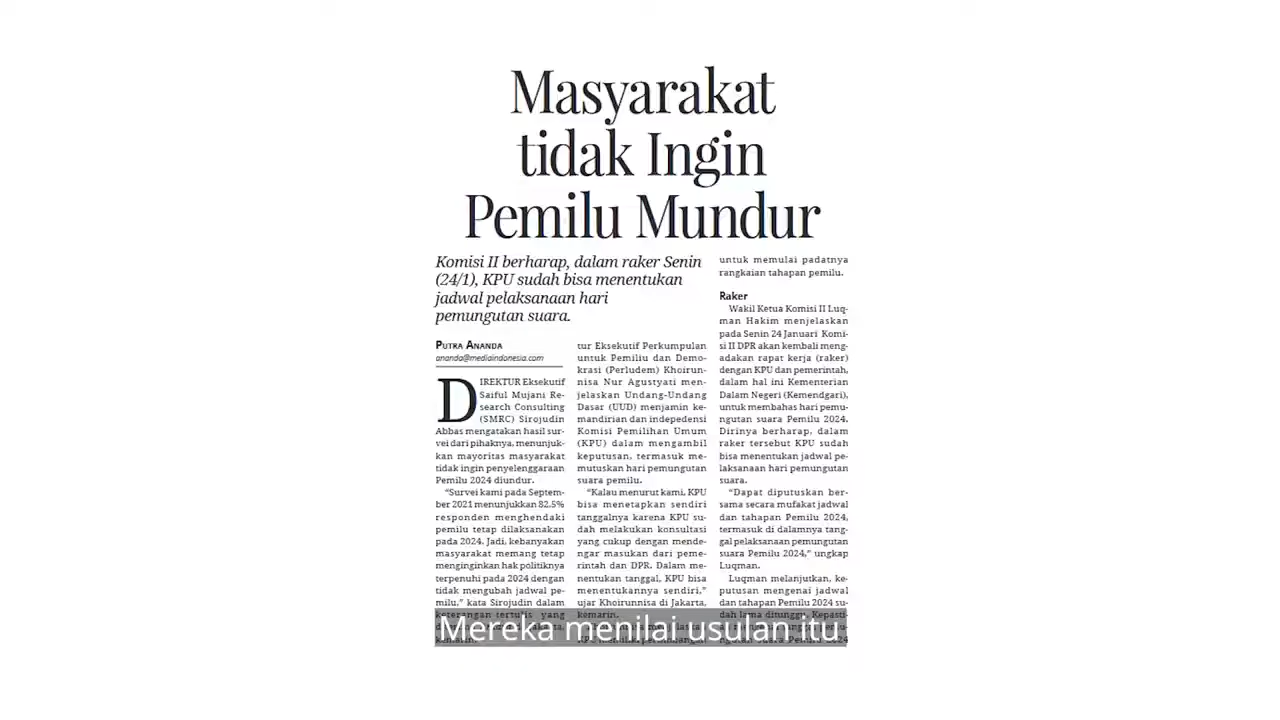 Masyarakat
tidak Ingin
Pemilu Mundur
Komisi II berharap, dalam raker Senin
(24/1), KPU sudah bisa menentukan
jadwal pelaksanaan hari
pemungutan suara.
PUTRA ANANDA
ananda@mediaindonesia.com
DIREKTUR Eksekutif
Saiful Mujani Re-
search Consulting
(SMRC) Sirojudin
Abbas mengatakan hasil sur-
vei dari pihaknya, menunjuk-
kan mayoritas masyarakat
tidak ingin penyelenggaraan
Pemilu 2024 diundur.
“Survei kami pada Septem-
ber 2021 menunjukkan 82,5%
responden menghendaki
pemilu tetap dilaksanakan
pada 2024. Jadi, kebanyakan
masyarakat memang tetap
menginginkan hak politiknya
terpenuhi pada 2024 dengan
tidak mengubah jadwal pe-
milu,” kata Sirojudin dalam
keterangan tertulis yang
tur Eksekutif Perkumpulan
untuk Pemiliu dan Demo-
krasi (Perludem) Khoirun-
nisa Nur Agustyati men-
jelaskan Undang-Undang
Dasar (UUD) menjamin ke-
mandirian dan indepedensi
Komisi Pemilihan Umum
(KPU) dalam mengambil
keputusan, termasuk me-
mutuskan hari pemungutan
suara pemilu.
“Kalau menurut kami, KPU
bisa menetapkan sendiri
tanggalnya karena KPU su-
dah melakukan konsultasi
yang cukup dengan mende-
ngar masukan dari peme-
rintah dan DPR. Dalam me-
nentukan tanggal, KPU bisa
menentukannya sendiri,”
ujar Khoirunnisa di Jakarta,
kemarin.
untuk memulai padatnya
rangkaian tahapan pemilu.
Raker
Wakil Ketua Komisi II Luq-
man Hakim menjelaskan
pada Senin 24 Januari Komi-
si II DPR akan kembali meng-
adakan rapat kerja (raker)
dengan KPU dan pemerintah,
dalam hal ini Kementerian
Dalam Negeri (Kemendgari),
untuk membahas hari pemu-
ngutan suara Pemilu 2024.
Dirinya berharap, dalam
raker tersebut KPU sudah
bisa menentukan jadwal pe-
laksanaan hari pemungutan
suara.
“Dapat diputuskan ber-
sama secara mufakat jadwal
dan tahapan Pemilu 2024,
termasuk di dalamnya tang-
gal pelaksanaan pemungutan
suara Pemilu 2024,” ungkap
Luqman.
Luqman melanjutkan, ke-
putusan mengenai jadwal
dan tahapan Pemilu 2024 su-
dah lama ditunggu. Kepasti-
Mereka menilai usulan itu